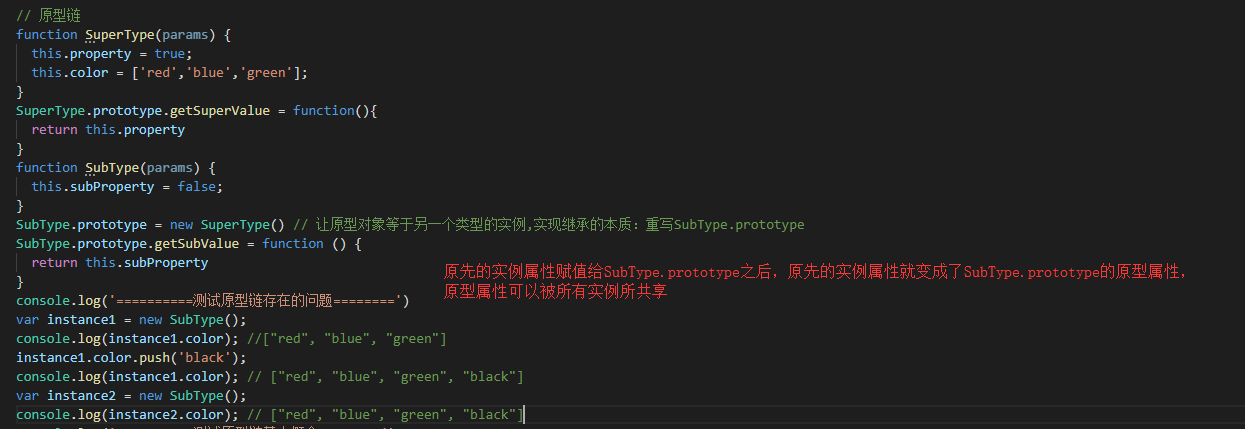 // 原型链
function SuperType(params) {
this.property = true;
this.color = ['red','blue','green'];
}
SuperType.prototype.getSuperValue = function(){
return this.property
}
function SubType(params) {
this.subProperty = false;
}
SubType.prototype = new SuperType() // 让原型对象等于另一个类型的实例,实现继承的本质：重写SubType.prototype
SubType.prototype.getSubValue = function () {
return this.subProperty
}
原先的实例属性赋值给SubType.prototype之后，原先的实例属性就变成了SubType.prototype的原型属性，
原型属性可以被所有实例所共享
console.log('==========测试原型链存在的问题========')
var instance1 = new SubType();
console.log(instance1.color); //["red", "blue", "green"]
instance1.color.push('black');
console.log(instance1.color); // ["red", "blue", "green", "black"]
var instance2 = new SubType();
console.log(instance2.color); // ["red", "blue", "green", "black"]